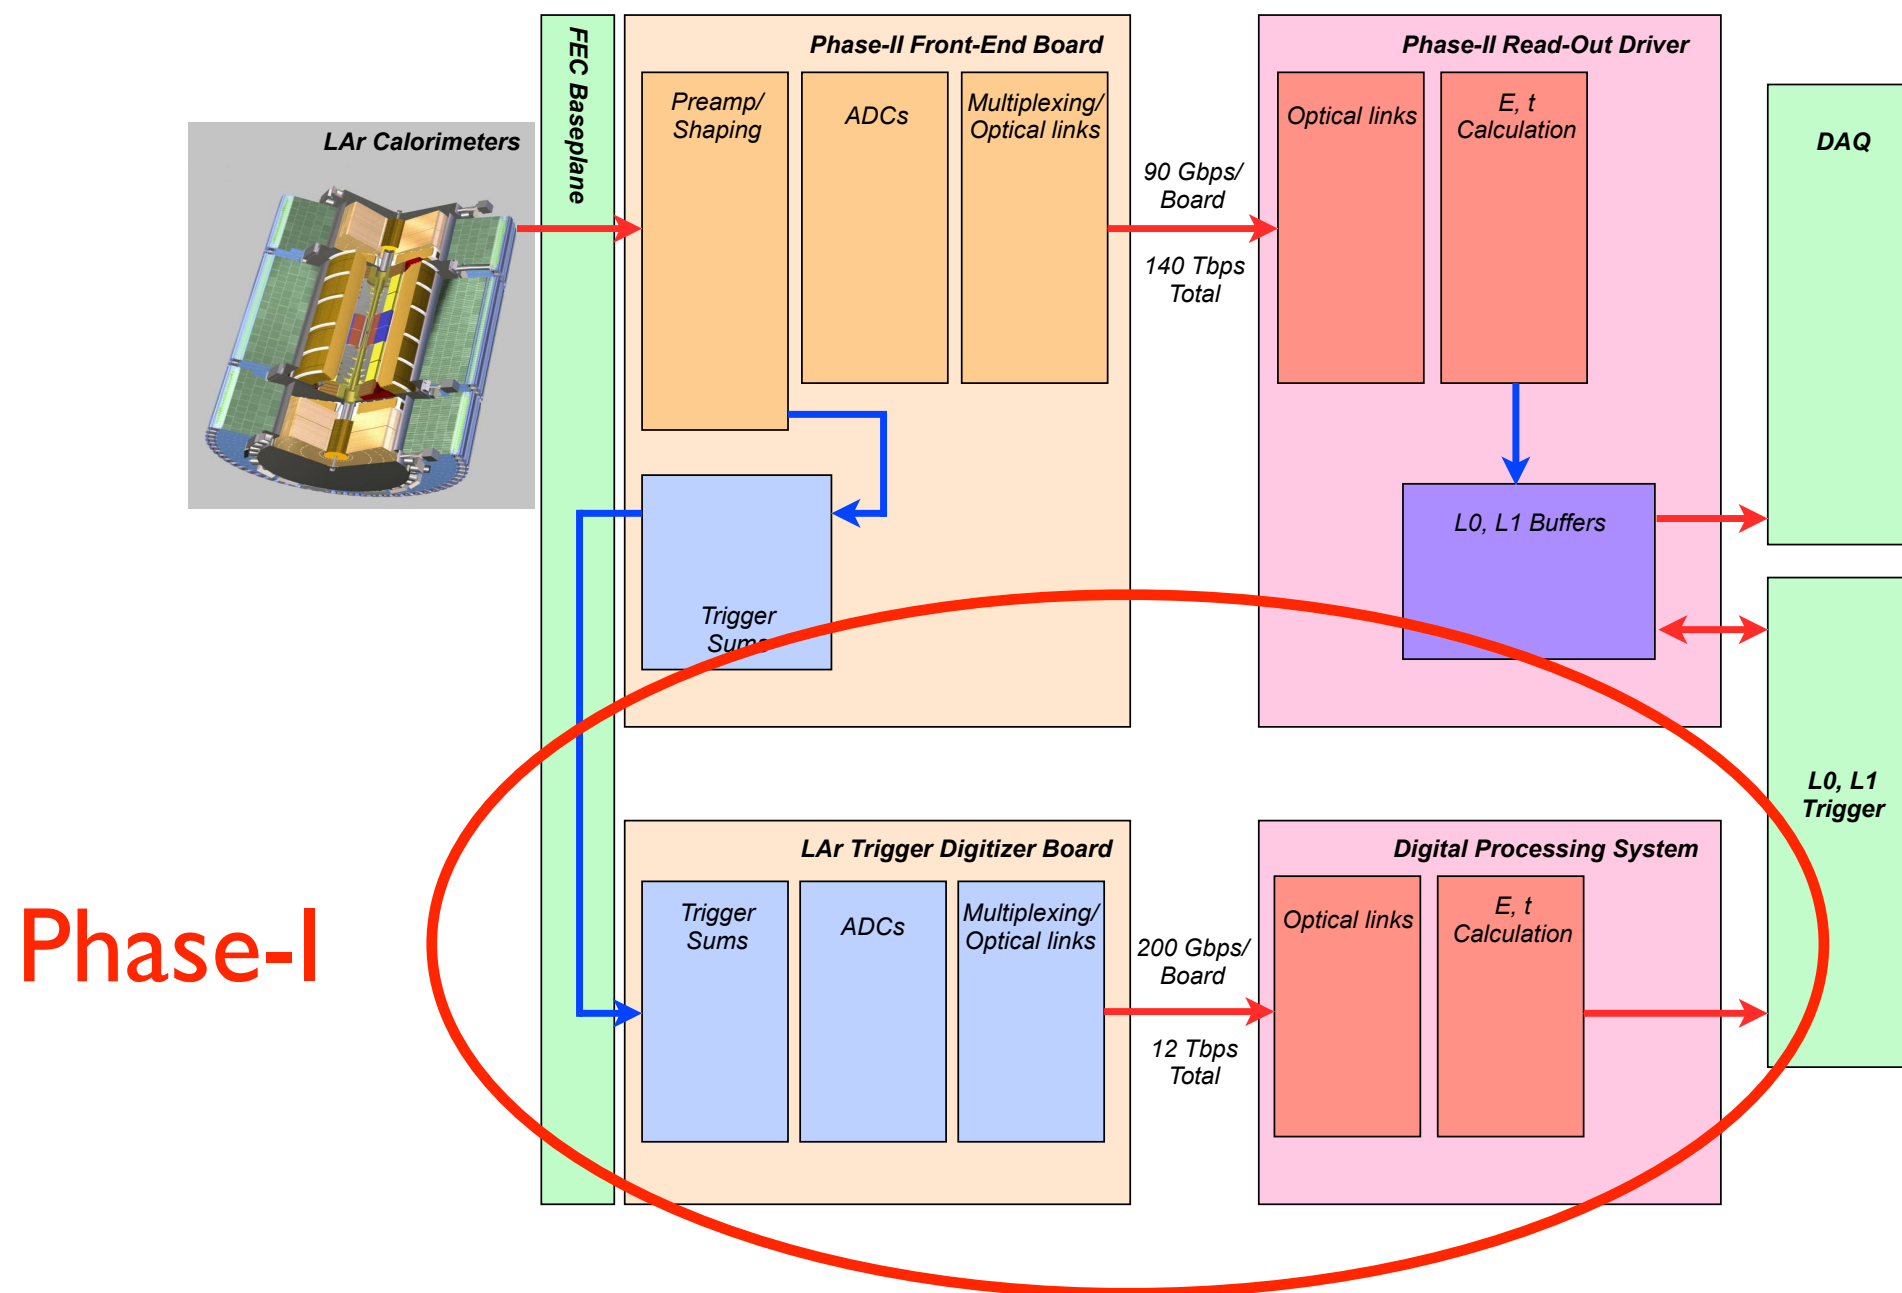 FEC Baseplane
Phase-II Front-End Board
Phase-II Read-Out Driver
LAr Calorimeters
Preamp/
Shaping
ADCs
Multiplexing/
Optical links
90 Gbps/
Board
140 Tbps
Total
Optical links
E, t
Calculation
DAQ
Trigger
Sums
L0, L1 Buffers
L0, L1
Trigger
Phase-I
LAr Trigger Digitizer Board
Digital Processing System
Trigger
Sums
ADCs
Multiplexing/
Optical links
200 Gbps/
Board
12 Tbps
Total
Optical links
E, t
Calculation